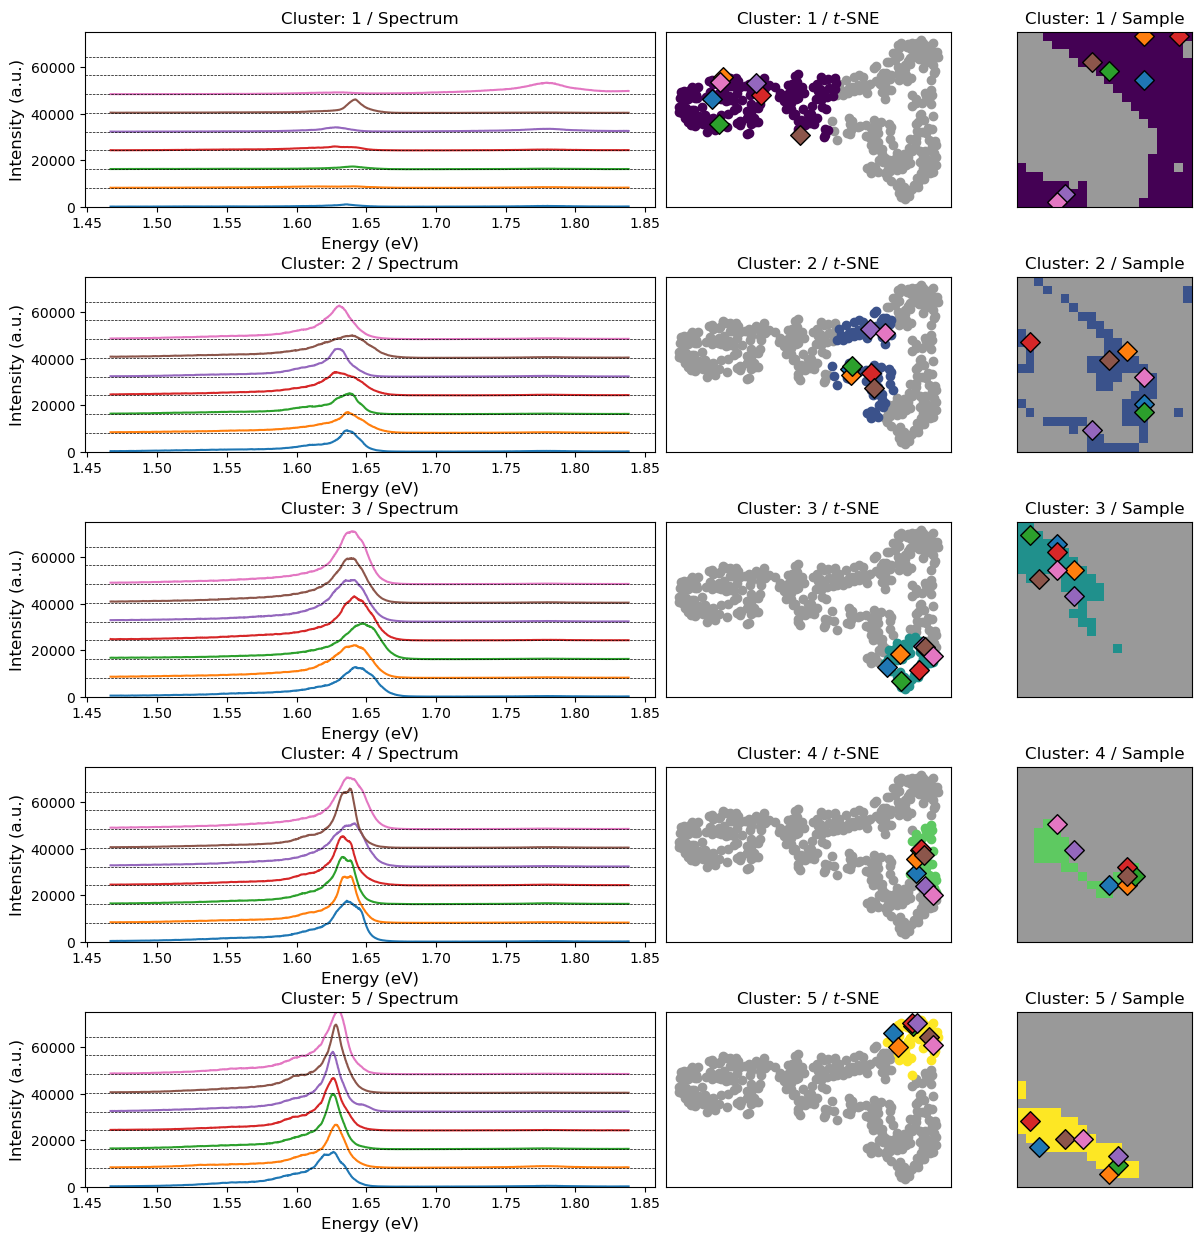 Cluster: 1 / Spectrum
Cluster: 1 / t-SNE
Cluster: 1 / Sample
Intensity (a.u.)
60000
40000
20000
0
1.45 1.50 1.55 1.60 1.65 1.70 1.75 1.80 1.85
Energy (eV)
Cluster: 2 / Spectrum
Cluster: 2 / t-SNE
Cluster: 2 / Sample
Intensity (a.u.)
60000
40000
20000
0
1.45 1.50 1.55 1.60 1.65 1.70 1.75 1.80 1.85
Energy (eV)
Cluster: 3 / Spectrum
Cluster: 3 / t-SNE
Cluster: 3 / Sample
Intensity (a.u.)
60000
40000
20000
0
1.45 1.50 1.55 1.60 1.65 1.70 1.75 1.80 1.85
Energy (eV)
Cluster: 4 / Spectrum
Cluster: 4 / t-SNE
Cluster: 4 / Sample
Intensity (a.u.)
60000
40000
20000
0
1.45 1.50 1.55 1.60 1.65 1.70 1.75 1.80 1.85
Energy (eV)
Cluster: 5 / Spectrum
Cluster: 5 / t-SNE
Cluster: 5 / Sample
Intensity (a.u.)
60000
40000
20000
0
1.45 1.50 1.55 1.60 1.65 1.70 1.75 1.80 1.85
Energy (eV)